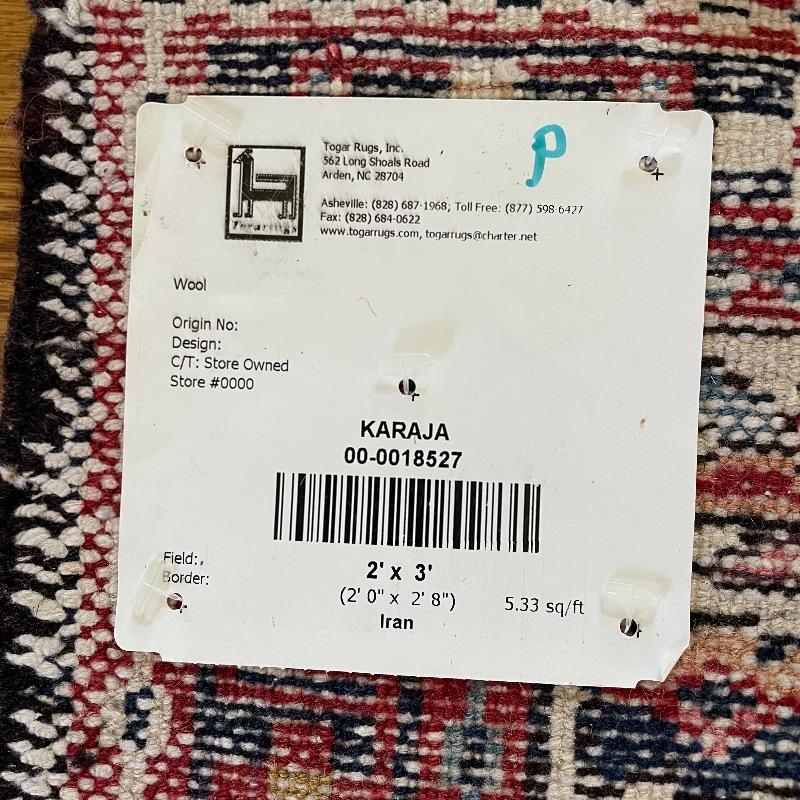 Togar Rugs, Inc.
562 Long Shoals Road
Arden, NC 28704
Asheville: (828) 687-1968; Toll Free: (877) 598-6427
Fax: (828) 684-0622
www.togarrugs.com, togarrugs@charter.net
Togar Rugs
P
Wool
Origin No:
Design:
C/T: Store Owned
Store #0000
KARAJA
00-0018527
Field:,
Border:
2' x 3'
(2' 0" x 2' 8")
5.33 sq/ft
Iran